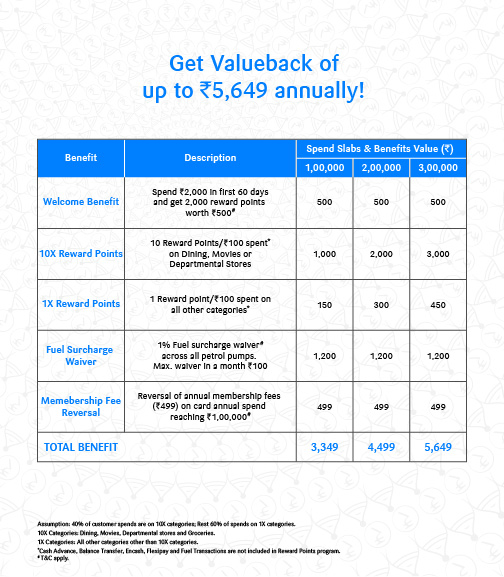 Get Valueback of
up to ₹5,649 annually!
Benefit
Description
Spend Slabs & Benefits Value (₹)
1,00,000
2,00,000
3,00,000
Welcome Benefit
Spend ₹2,000 in first 60 days
and get 2,000 reward points
worth ₹500#
500
500
500
10X Reward Points
10 Reward Points/₹100 spent*
on Dining, Movies or
Departmental Stores
1,000
2,000
3,000
1X Reward Points
1 Reward point/₹100 spent on
all other categories*
150
300
450
Fuel Surcharge
Waiver
1% Fuel surcharge waiver#
across all petrol pumps.
Max. waiver in a month ₹100
1,200
1,200
1,200
Memebership Fee
Reversal
Reversal of annual membership fees
(₹499) on card annual spend
reaching ₹1,00,000#
499
499
499
TOTAL BENEFIT
3,349
4,499
5,649
Assumption: 40% of customer spends are on 10X categories; Rest 60% of spends on 1X categories.
10X Categories: Dining, Movies, Departmental stores and Groceries.
1X Categories: All other categories other than 10X categories.
*Cash Advance, Balance Transfer, Encash, Flexipay and Fuel Transactions are not included in Reward Points program.
# T&C apply.